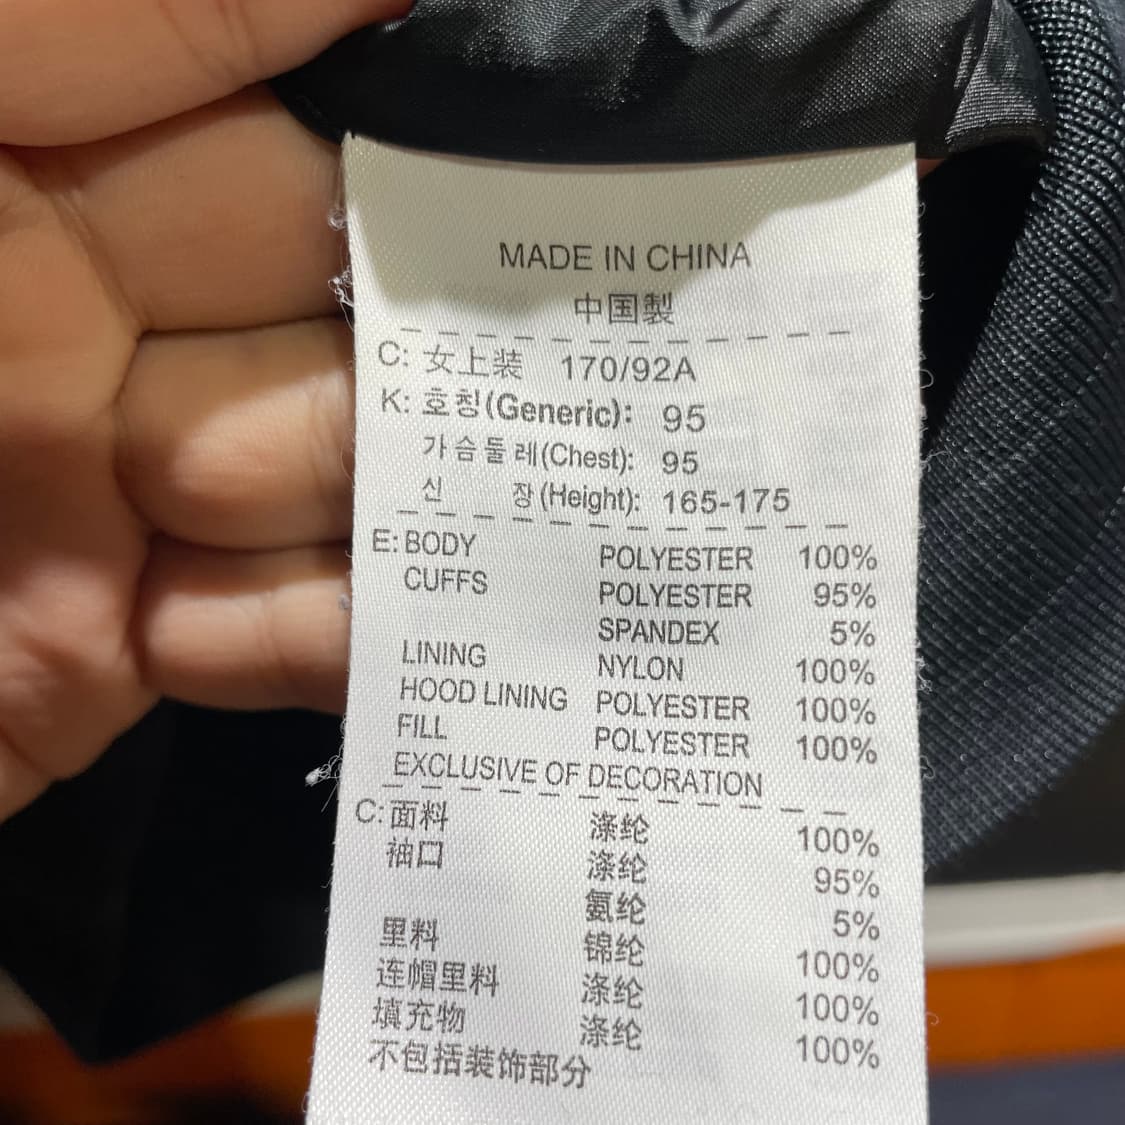 MADE IN CHINA
中国製
C: 女上装 170/92A
K: 호칭(Generic): 95
가슴둘레(Chest): 95
신 장(Height): 165-175
E: BODY POLYESTER 100%
CUFFS POLYESTER 95%
SPANDEX 5%
LINING NYLON 100%
HOOD LINING POLYESTER 100%
FILL POLYESTER 100%
EXCLUSIVE OF DECORATION
C: 面料 涤纶 100%
袖口 涤纶 95%
氨纶 5%
里料 锦纶 100%
连帽里料 涤纶 100%
填充物 涤纶 100%
不包括装饰部分